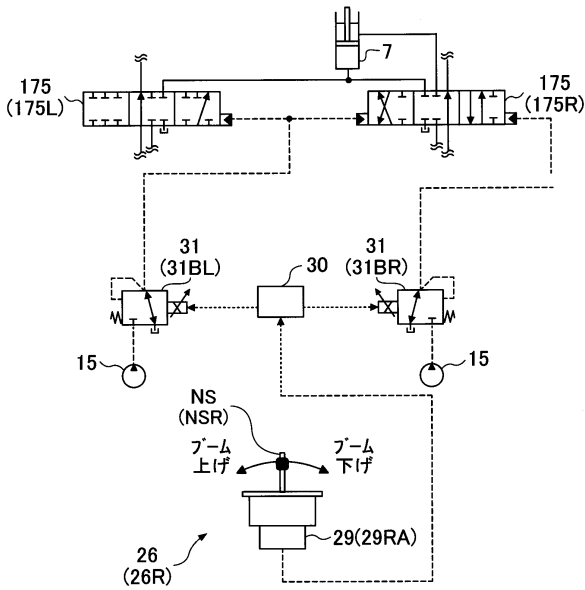 7
175
(175L)
175
(175R)
31
(31BL)
30
31
(31BR)
15
15
NS
(NSR)
ブーム
上げ
ブーム
下げ
29(29RA)
26
(26R)